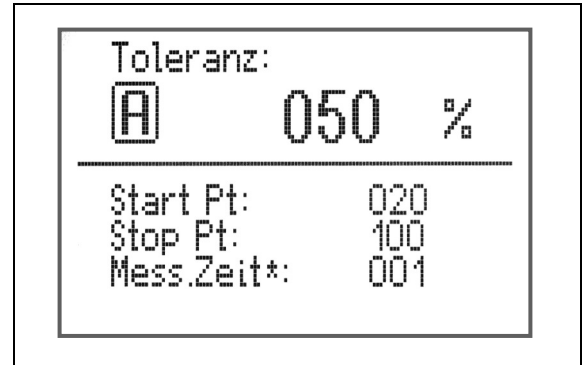 Toleranz:
A 050 %
Start Pt: 020
Stop Pt: 100
Mess.Zeit*: 001